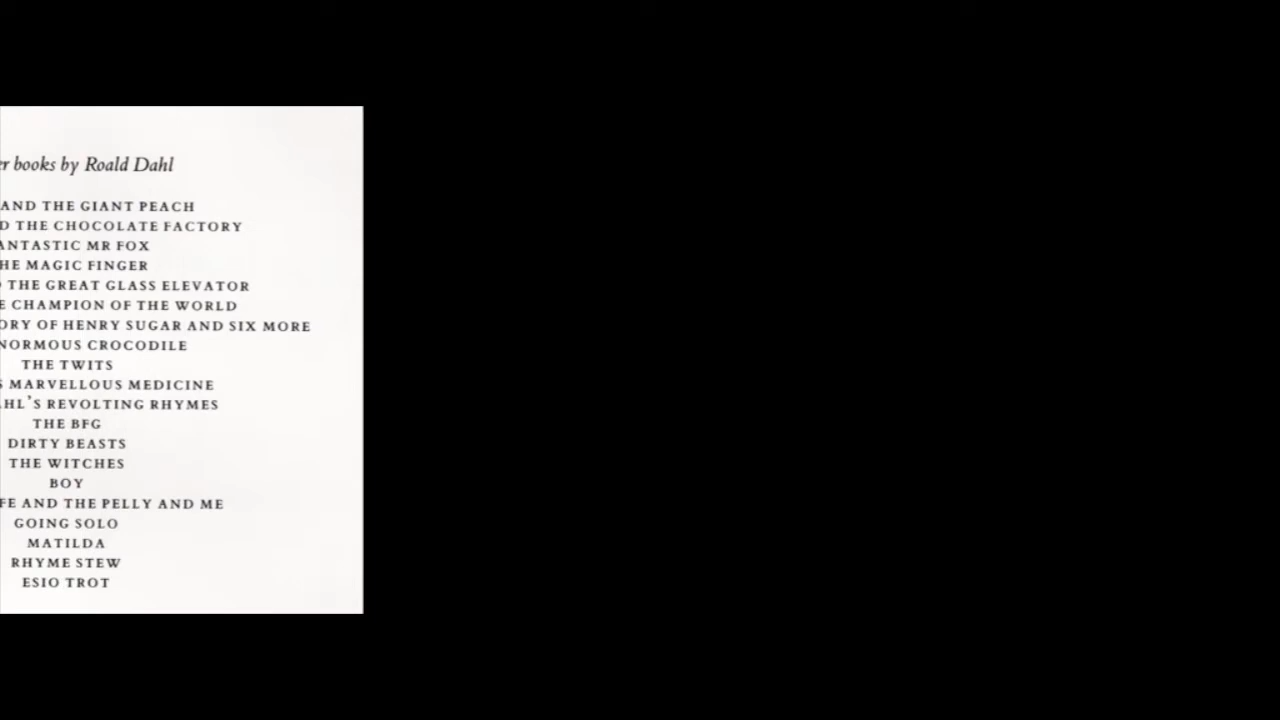 er books by Roald Dahl
AND THE GIANT PEACH
D THE CHOCOLATE FACTORY
ANTASTIC MR FOX
HE MAGIC FINGER
THE GREAT GLASS ELEVATOR
E CHAMPION OF THE WORLD
ORY OF HENRY SUGAR AND SIX MORE
NORMOUS CROCODILE
THE TWITS
S MARVELLOUS MEDICINE
AHL'S REVOLTING RHYMES
THE BFG
DIRTY BEASTS
THE WITCHES
BOY
FE AND THE PELLY AND ME
GOING SOLO
MATILDA
RHYME STEW
ESIO TROT